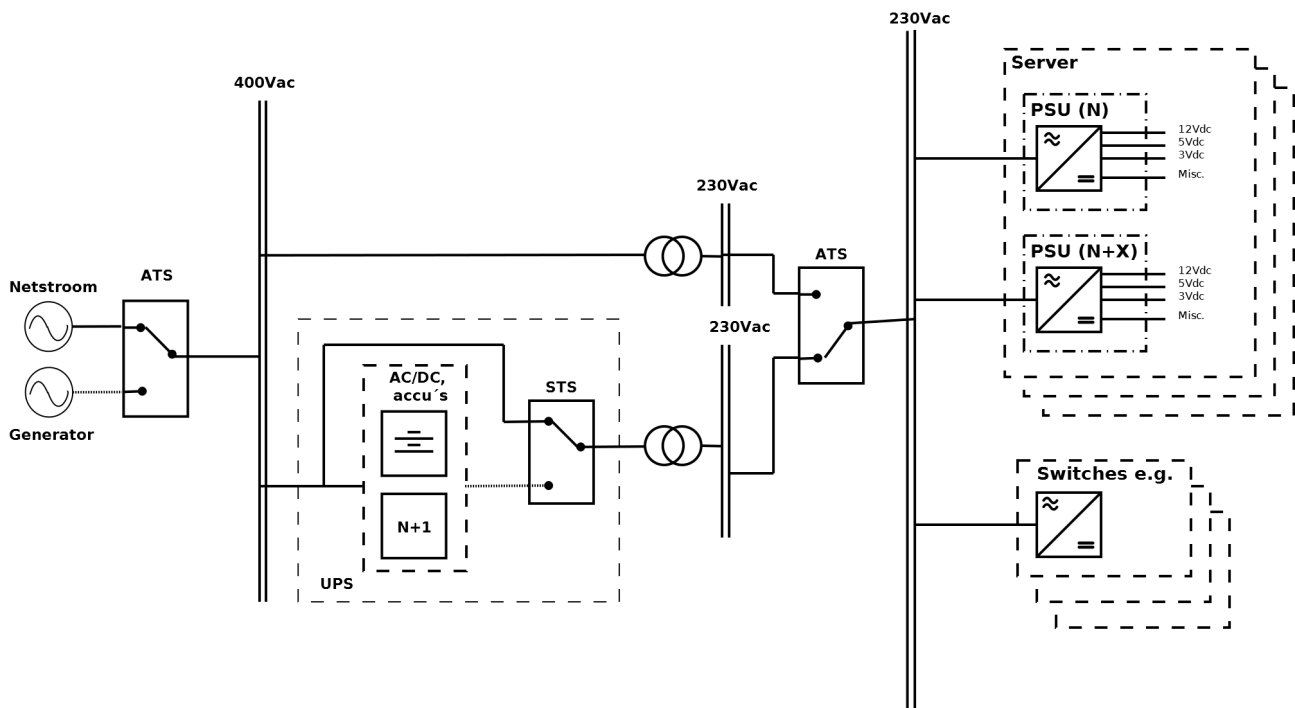 230Vac
Server
PSU (N)
12Vdc
5Vdc
3Vdc
Misc.
400Vac
230Vac
PSU (N+X)
12Vdc
5Vdc
3Vdc
Misc.
ATS
ATS
Netstroom
230Vac
Generator
AC/DC,
accu´s
STS
N+1
UPS
Switches e.g.